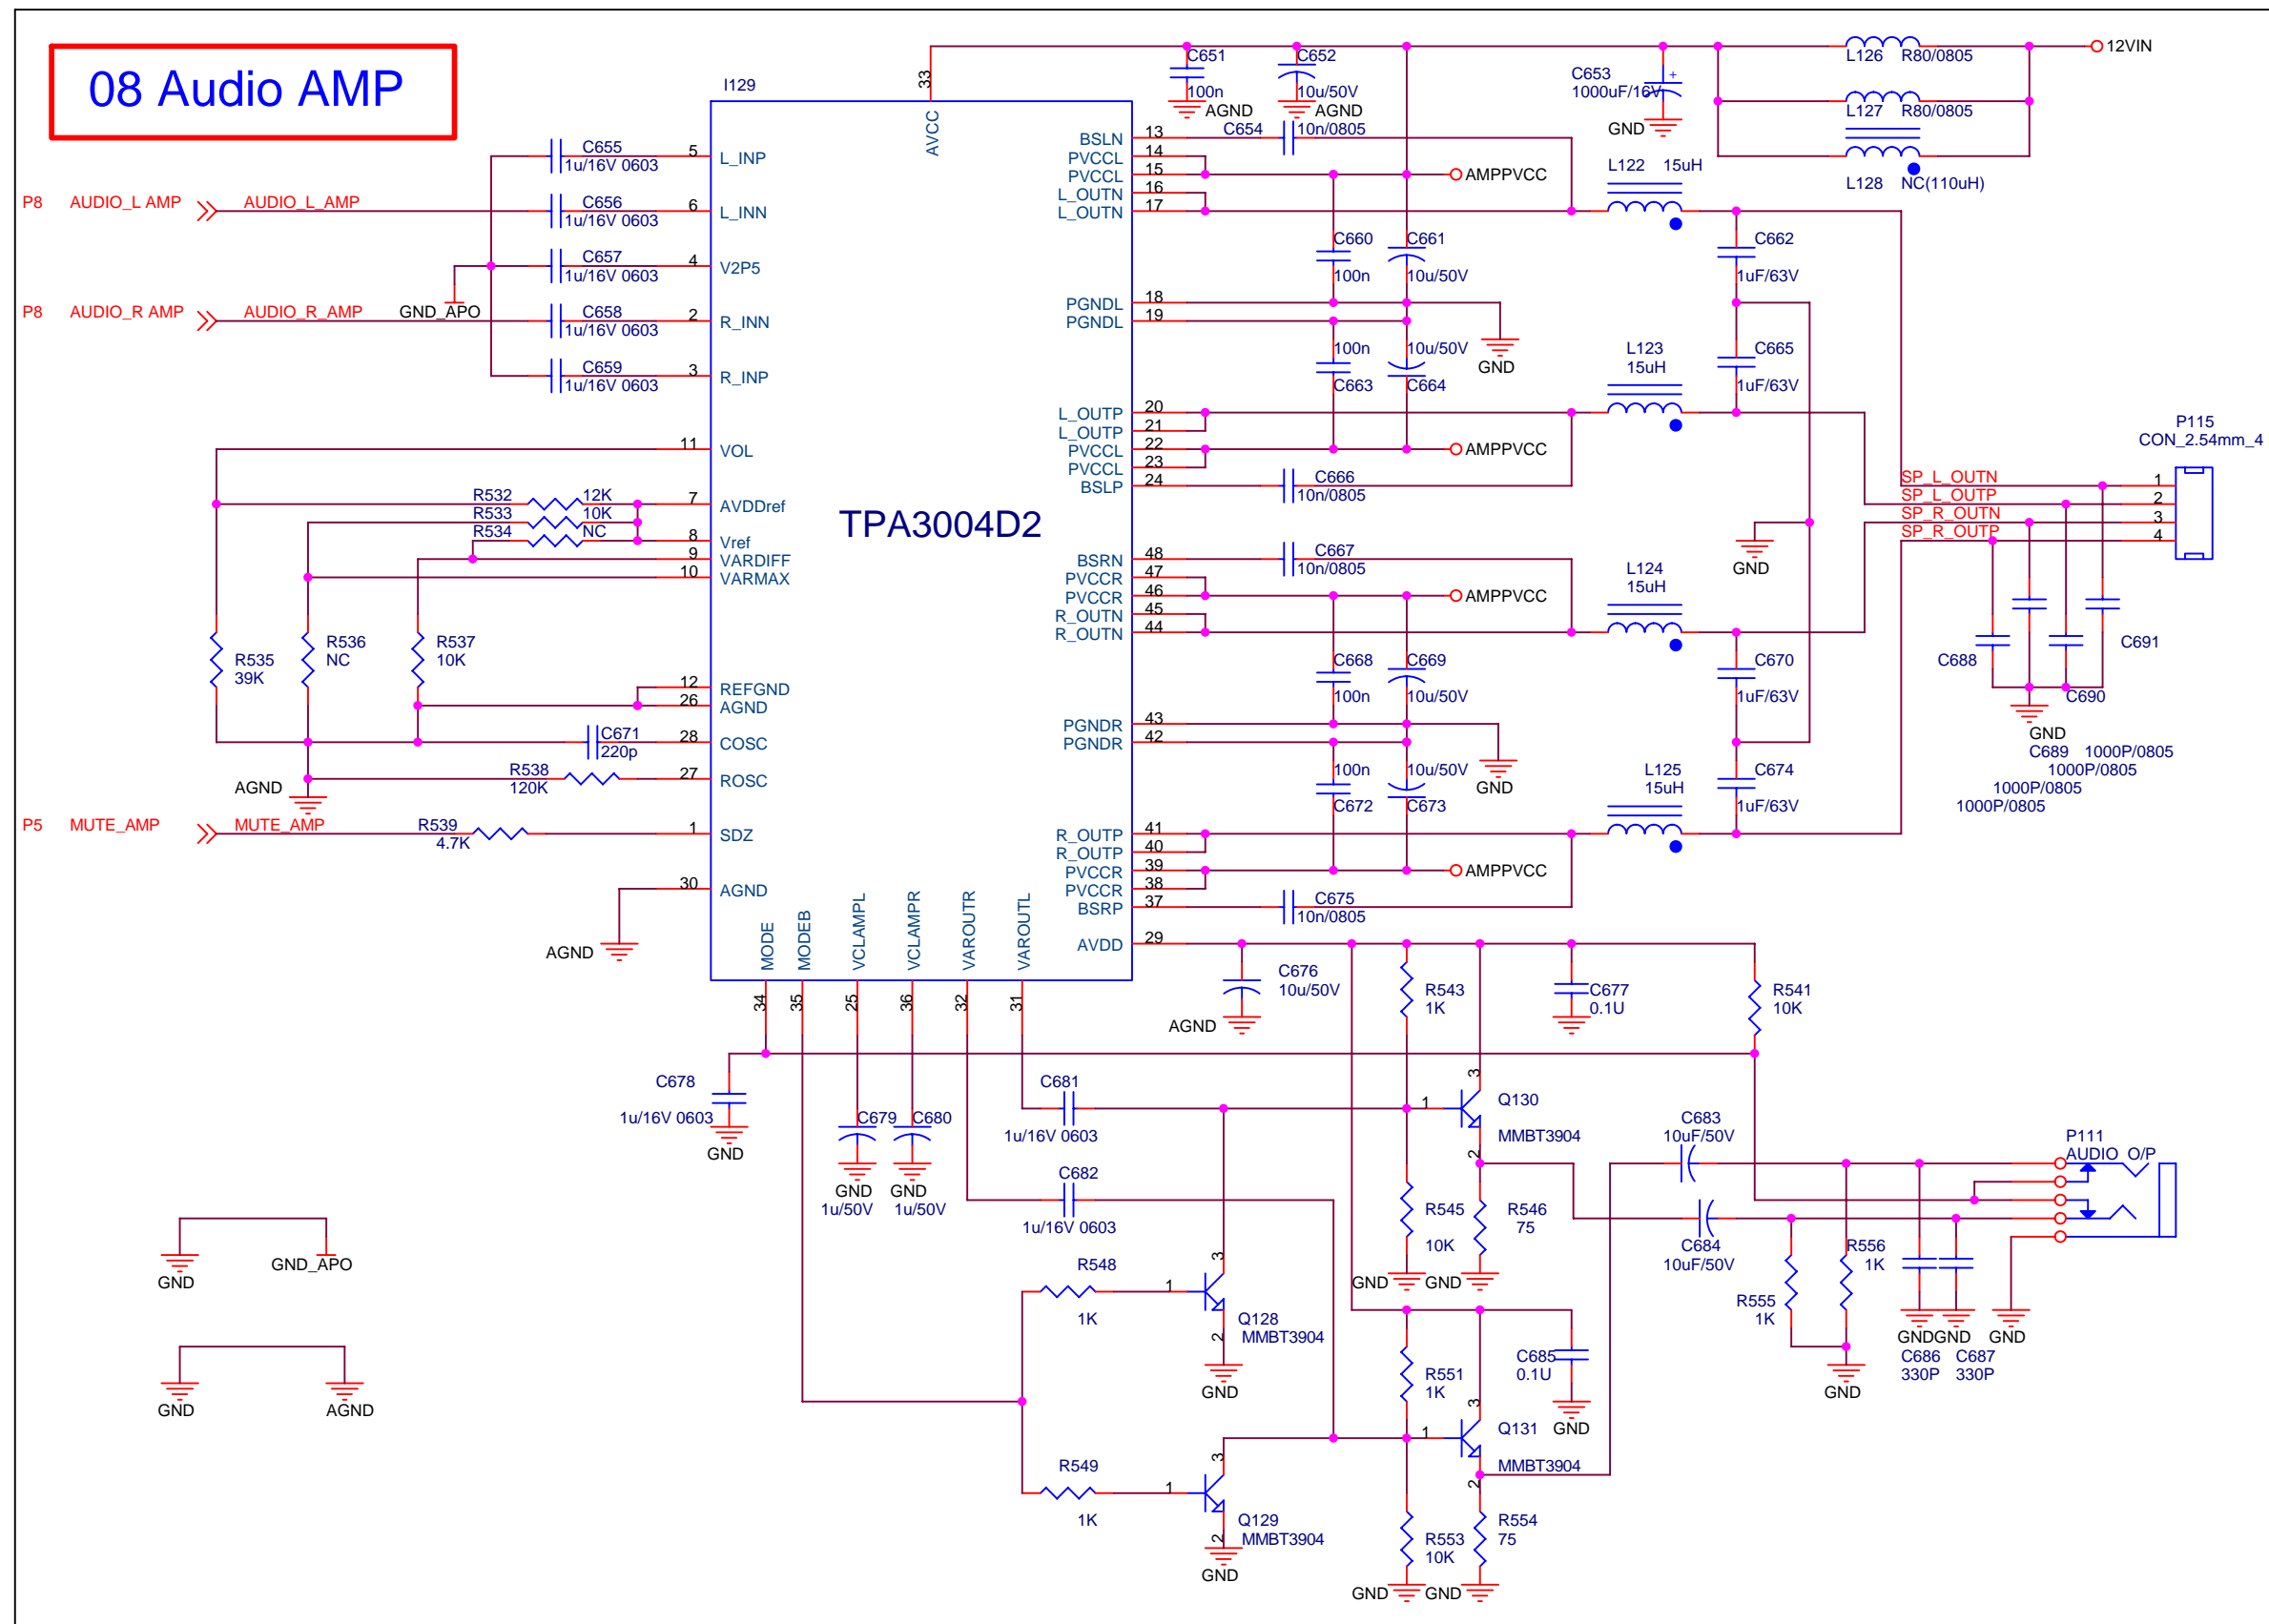 08 Audio AMP
I129
TPA3004D2
33
AVCC
C651
100n
AGND
C652
10u/50V
AGND
C653
+
1000uF/16V
GND
L126 R80/0805
12VIN
L127 R80/0805
L128 NC(110uH)
C655
1u/16V 0603
5 L_INP
P8 AUDIO_L AMP AUDIO_L_AMP
C656
1u/16V 0603
6 L_INN
C657
1u/16V 0603
4 V2P5
GND_APO
P8 AUDIO_R AMP AUDIO_R_AMP
C658
1u/16V 0603
2 R_INN
C659
1u/16V 0603
3 R_INP
11 VOL
R532 12K
7 AVDDref
R533 10K
R534 NC
8 Vref
9 VARDIFF
10 VARMAX
R535
39K
R536
NC
R537
10K
12 REFGND
26 AGND
C671
220p
28 COSC
R538
120K
27 ROSC
AGND
P5 MUTE_AMP MUTE_AMP
R539
4.7K
1 SDZ
30 AGND
AGND
BSLN 13
PVCCL 14
PVCCL 15
L_OUTN 16
L_OUTN 17
PGNDL 18
PGNDL 19
L_OUTP 20
L_OUTP 21
PVCCL 22
PVCCL 23
BSLP 24
BSRN 48
PVCCR 47
PVCCR 46
R_OUTN 45
R_OUTN 44
PGNDR 43
PGNDR 42
R_OUTP 41
R_OUTP 40
PVCCR 39
PVCCR 38
BSRP 37
AVDD 29
C654 10n/0805
AMPPVCC
L122 15uH
C660
100n
C661
10u/50V
C662
1uF/63V
GND
100n
C663
10u/50V
C664
L123
15uH
C665
1uF/63V
AMPPVCC
C666
10n/0805
C667
10n/0805
AMPPVCC
L124
15uH
GND
C668
100n
C669
10u/50V
C670
1uF/63V
GND
100n
C672
10u/50V
C673
L125
15uH
C674
1uF/63V
AMPPVCC
C675
10n/0805
P115
CON_2.54mm_4
SP_L_OUTN 1
SP_L_OUTP 2
SP_R_OUTN 3
SP_R_OUTP 4
C688
C691
C690
GND
C689 1000P/0805
1000P/0805
1000P/0805
1000P/0805
MODE
MODEB
VCLAMPL
VCLAMPR
VAROUTR
VAROUTL
34
35
25
36
32
31
C676
10u/50V
AGND
R543
1K
C677
0.1U
R541
10K
C678
1u/16V 0603
GND
C679
GND
1u/50V
C680
GND
1u/50V
C681
1u/16V 0603
C682
1u/16V 0603
1
3
2
Q130
MMBT3904
R545
10K
GND
R546
75
GND
C683
10uF/50V
C684
10uF/50V
P111
AUDIO O/P
R555
1K
R556
1K
GND
GND
C686
330P
GND
C687
330P
GND
R548
1K
1
3
2
Q128
MMBT3904
GND
R549
1K
1
3
2
Q129
MMBT3904
GND
R551
1K
C685
0.1U
GND
1
3
2
Q131
MMBT3904
R553
10K
GND
R554
75
GND
GND
GND_APO
GND
AGND